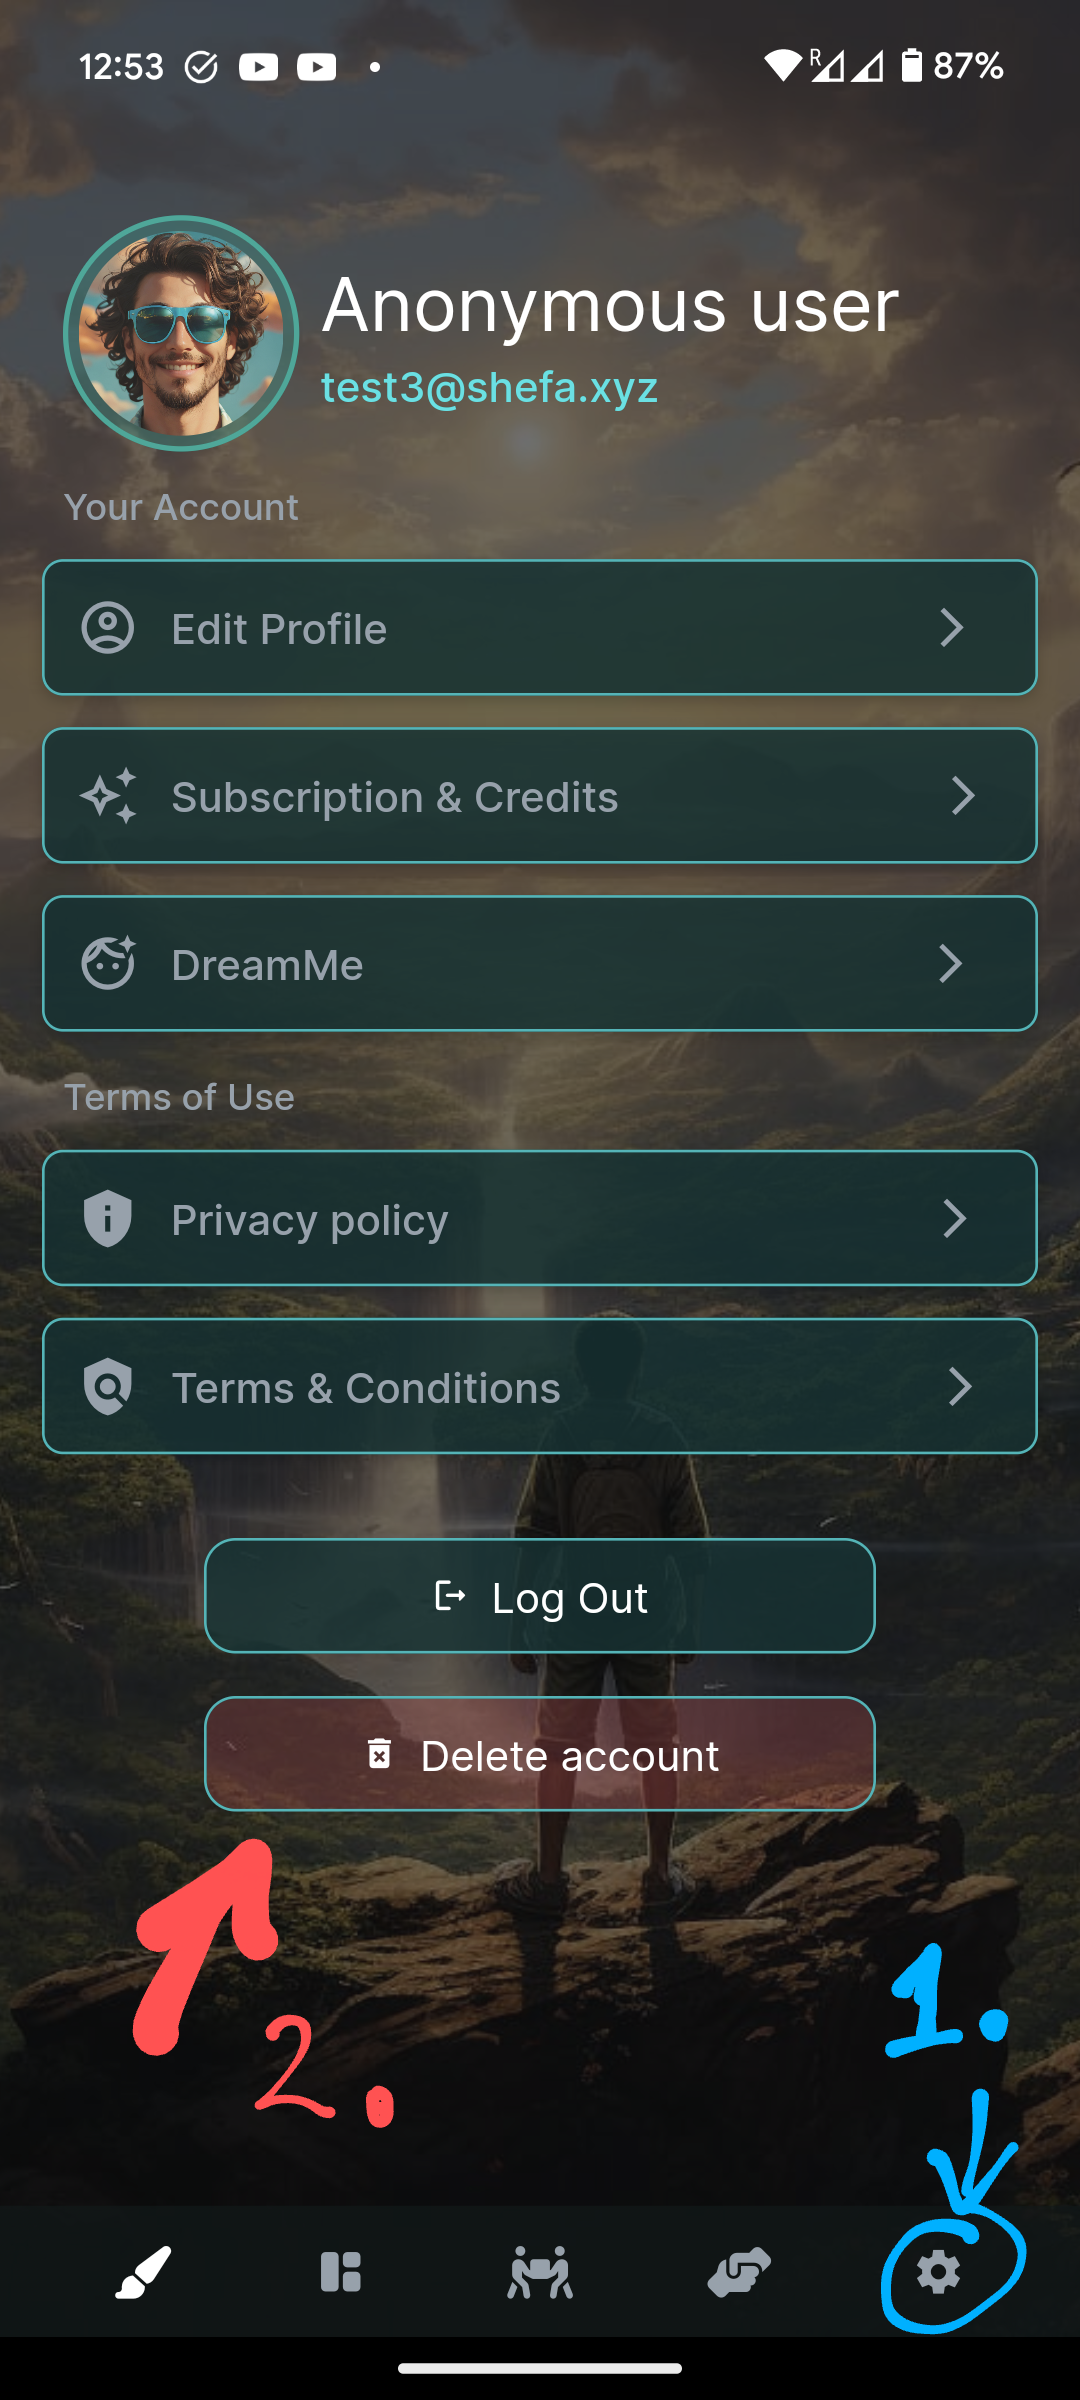 12:53 R 87%
Anonymous user
test3@shefa.xyz
Your Account
Edit Profile
Subscription & Credits
DreamMe
Terms of Use
Privacy policy
Terms & Conditions
Log Out
Delete account
1.
2.